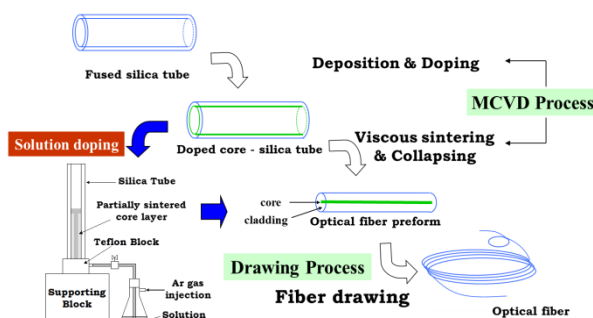 Fused silica tube
Deposition & Doping
MCVD Process
Solution doping
Doped core - silica tube
Viscous sintering
& Collapsing
Silica Tube
Partially sintered
core layer
Teflon Block
core
cladding
Optical fiber preform
Ar gas
injection
Supporting
Block
Solution
Drawing Process
Fiber drawing
Optical fiber